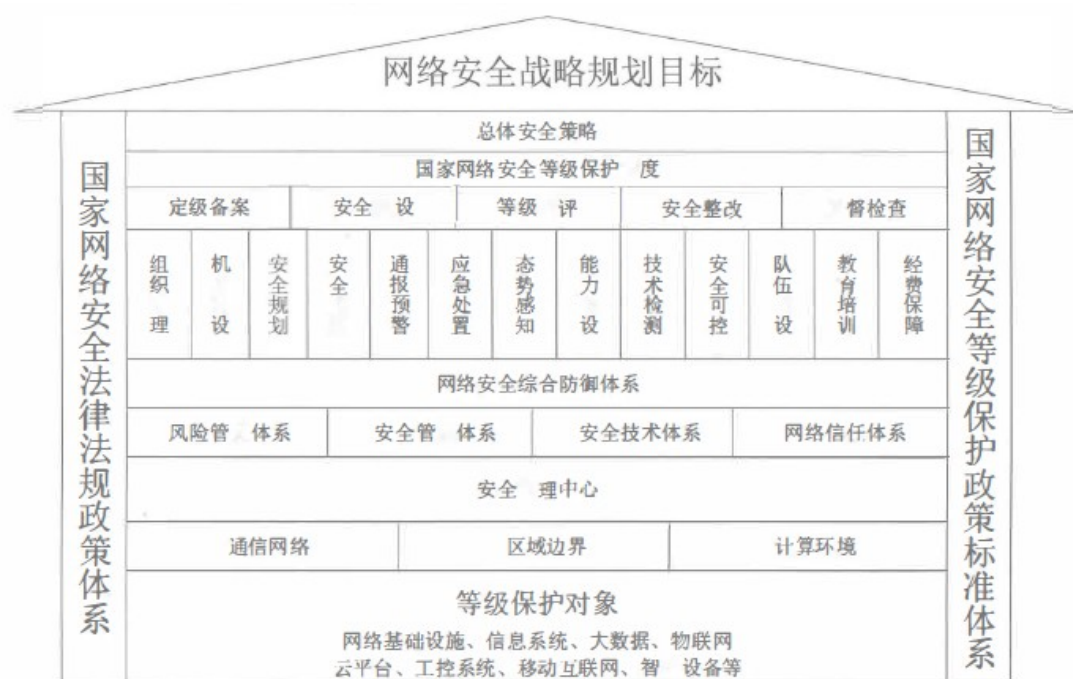 网络安全战略规划目标
总体安全策略
国家网络安全等级保护 度
定级备案 安全 设 等级 评 安全整改 督检查
组织 理 机 设 安全规划 安全 通报预警 应急处置 态势感知 能力 设 技术检测 安全可控 队伍 设 教育培训 经费保障
网络安全综合防御体系
风险管 体系 安全管 体系 安全技术体系 网络信任体系
安全 理中心
通信网络 区域边界 计算环境
等级保护对象
网络基础设施、信息系统、大数据、物联网
云平台、工控系统、移动互联网、智 设备等
国家网络安全法律法规政策体系
国家网络安全等级保护政策标准体系